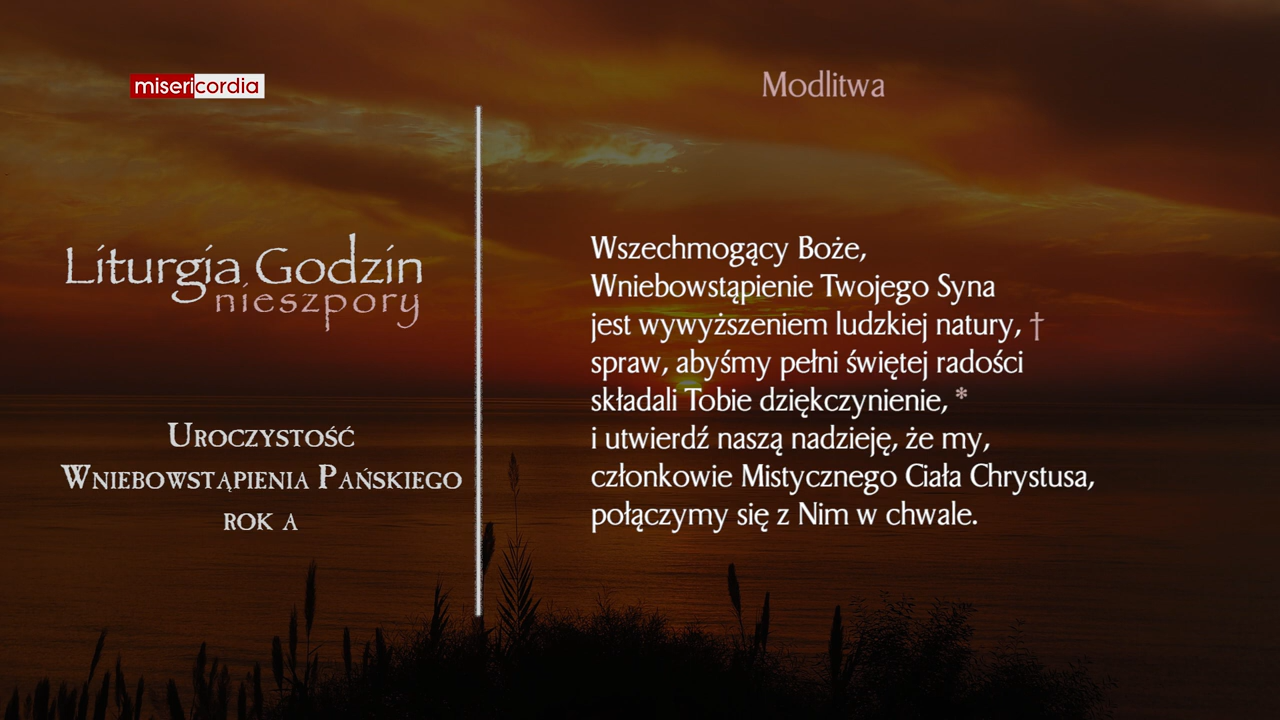 misericordia
Liturgia Godzin
nieszpory
Uroczystość
Wniebowstąpienia Pańskiego
rok a
Modlitwa
Wszechmogący Boże,
Wniebowstąpienie Twojego Syna
jest wywyższeniem ludzkiej natury, †
spraw, abyśmy pełni świętej radości
składali Tobie dziękczynienie, *
i utwierdź naszą nadzieję, że my,
członkowie Mistycznego Ciała Chrystusa,
połączymy się z Nim w chwale.